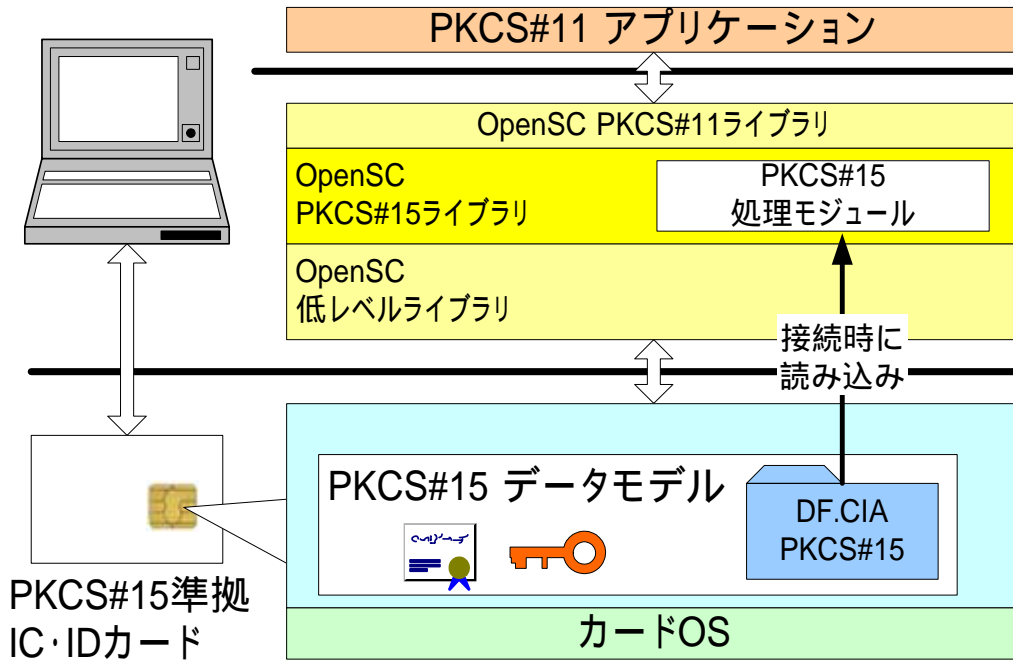 PKCS#11 アプリケーション
OpenSC PKCS#11ライブラリ
OpenSC
PKCS#15ライブラリ
PKCS#15
処理モジュール
OpenSC
低レベルライブラリ
接続時に
読み込み
PKCS#15 データモデル
DF.CIA
PKCS#15
カードOS
PKCS#15準拠
IC･IDカード